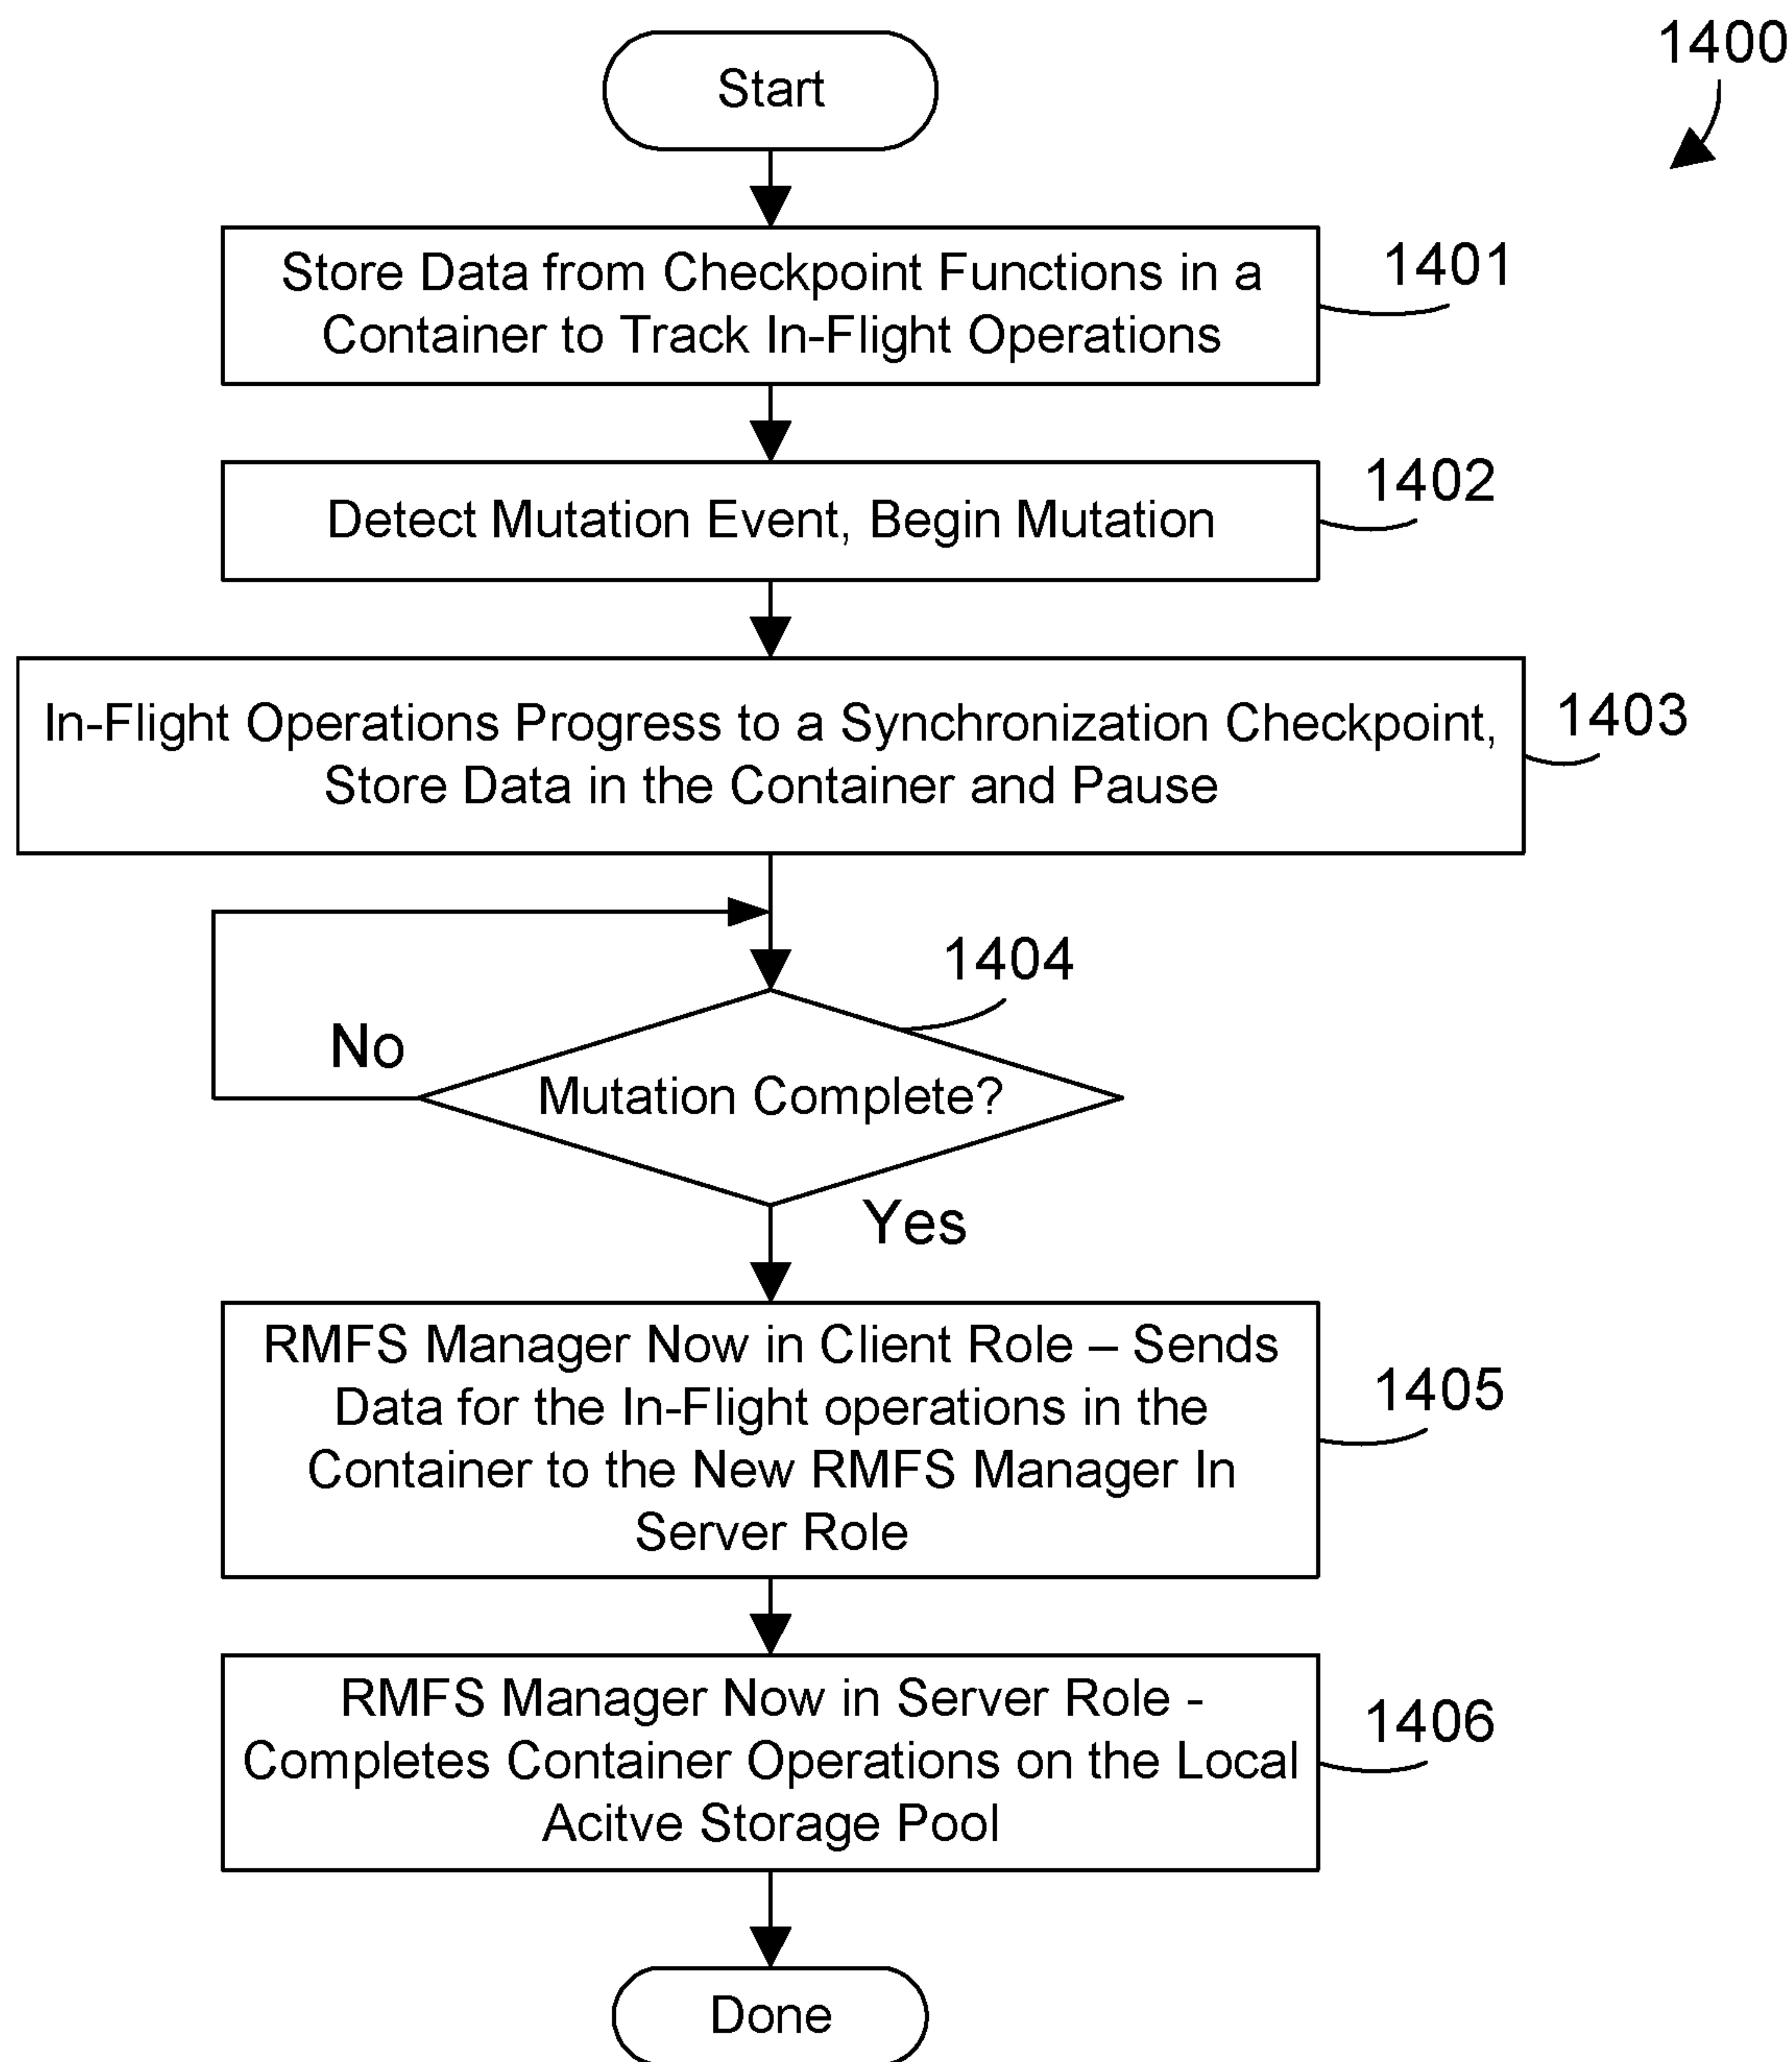 1400
Start
Store Data from Checkpoint Functions in a
Container to Track In-Flight Operations
1401
Detect Mutation Event, Begin Mutation
1402
In-Flight Operations Progress to a Synchronization Checkpoint,
Store Data in the Container and Pause
1403
1404
No
Mutation Complete?
Yes
RMFS Manager Now in Client Role – Sends
Data for the In-Flight operations in the
Container to the New RMFS Manager In
Server Role
1405
RMFS Manager Now in Server Role -
Completes Container Operations on the Local
Acitve Storage Pool
1406
Done